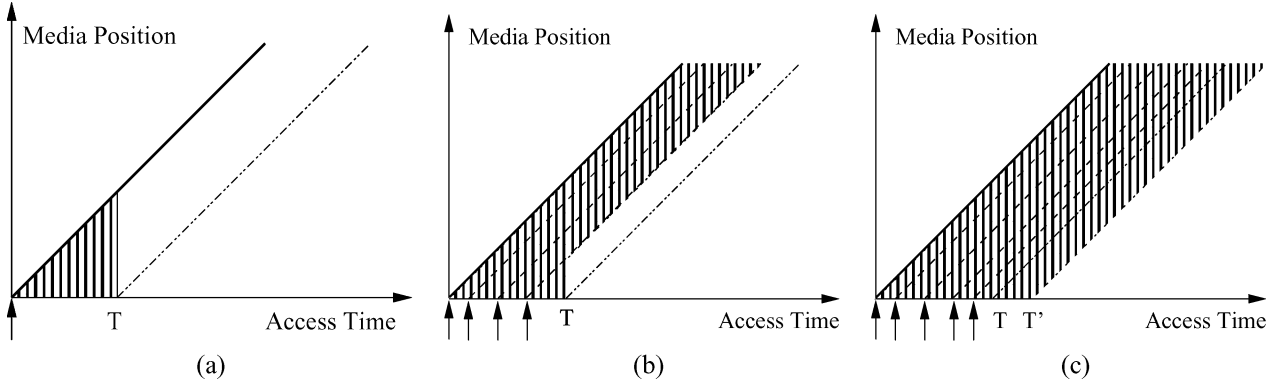 Media Position
T
Access Time
(a)
Media Position
T
Access Time
(b)
Media Position
T T’
Access Time
(c)